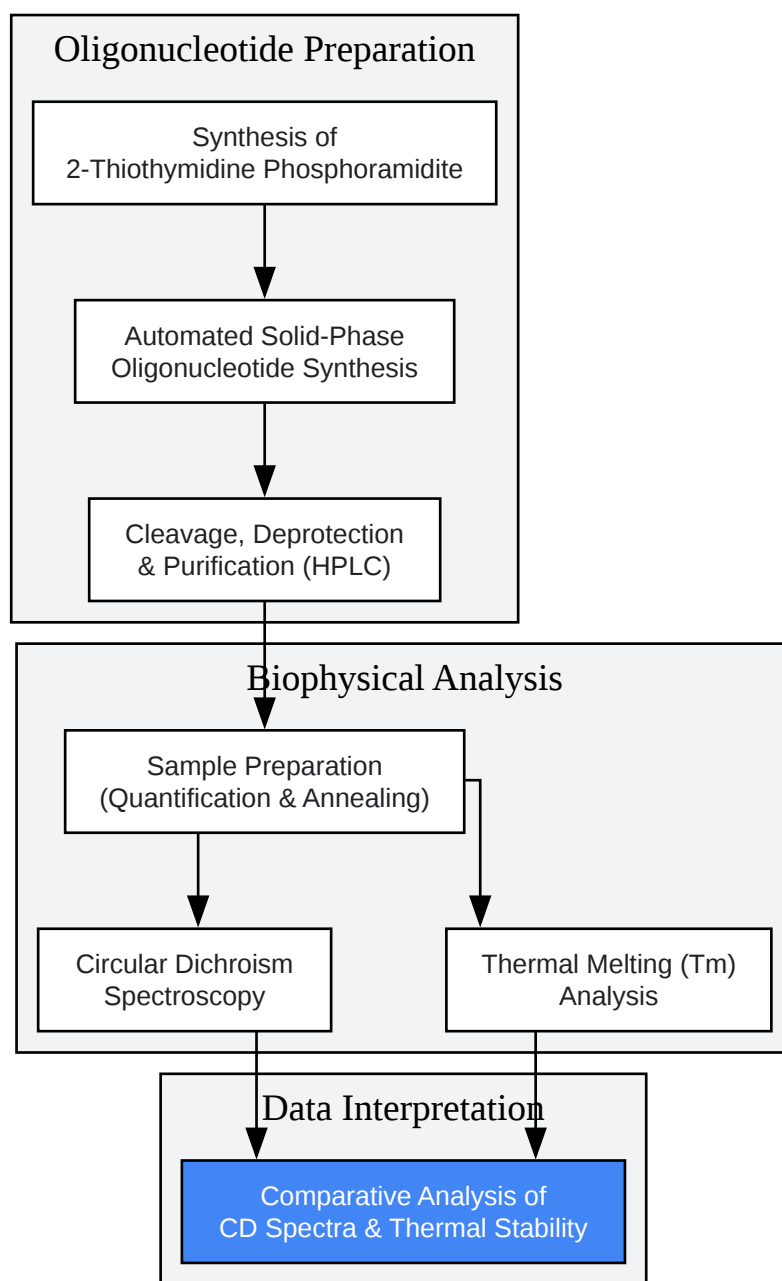 Oligonucleotide Preparation
Synthesis of
2-Thiothymidine Phosphoramidite
Automated Solid-Phase
Oligonucleotide Synthesis
Cleavage, Deprotection
& Purification (HPLC)
Biophysical Analysis
Sample Preparation
(Quantification & Annealing)
Circular Dichroism
Spectroscopy
Thermal Melting (Tm)
Analysis
Data Interpretation
Comparative Analysis of
CD Spectra & Thermal Stability